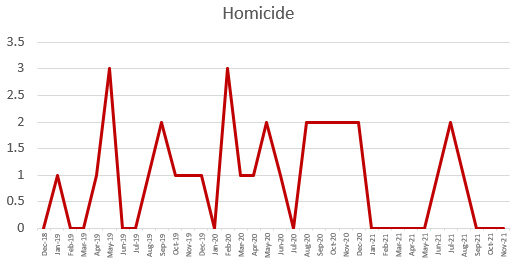 Homicide
3.5
3
2.5
2
1.5
1
0.5
0
Dec-18
Jan-19
Feb-19
Mar-19
Apr-19
May-19
Jun-19
Jul-19
Aug-19
Sep-19
Oct-19
Nov-19
Dec-19
Jan-20
Feb-20
Mar-20
Apr-20
May-20
Jun-20
Jul-20
Aug-20
Sep-20
Oct-20
Nov-20
Dec-20
Jan-21
Feb-21
Mar-21
Apr-21
May-21
Jun-21
Jul-21
Aug-21
Sep-21
Oct-21
Nov-21